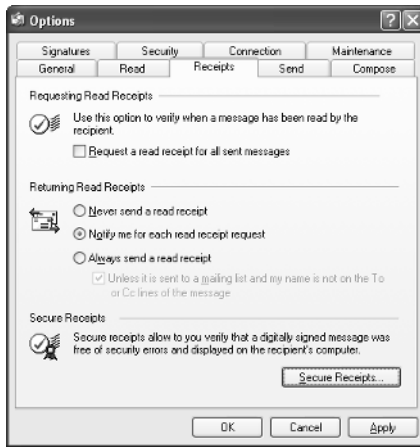 Options
Signatures Security Connection Maintenance
General Read Receipts Send Compose
Requesting Read Receipts
Use this option to verify when a message has been read by the
recipient.
Request a read receipt for all sent messages
Returning Read Receipts
Never send a read receipt
Notify me for each read receipt request
Always send a read receipt
Unless it is sent to a mailing list and my name is not on the To
or Cc lines of the message
Secure Receipts
Secure receipts allow to you verify that a digitally signed message was
free of security errors and displayed on the recipient's computer.
Secure Receipts...
OK Cancel Apply